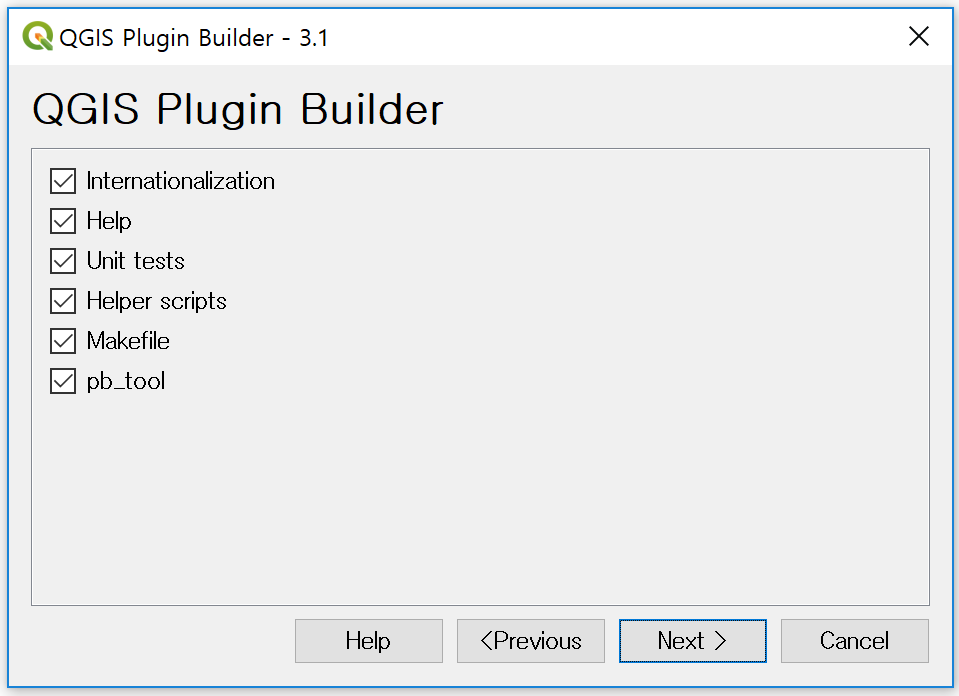 QGIS Plugin Builder - 3.1
QGIS Plugin Builder
Internationalization
Help
Unit tests
Helper scripts
Makefile
pb_tool
Help
<Previous
Next >
Cancel